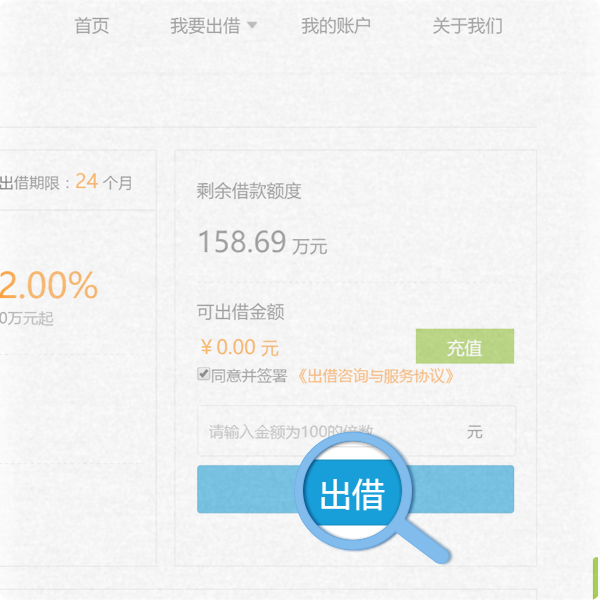 首页 我要出借 我的账户 关于我们
出借期限：24 个月
2.00%
0万元起
剩余借款额度
158.69 万元
可出借金额
￥0.00 元
充值
同意并签署 《出借咨询与服务协议》
请输入金额为100的倍数 元
出借